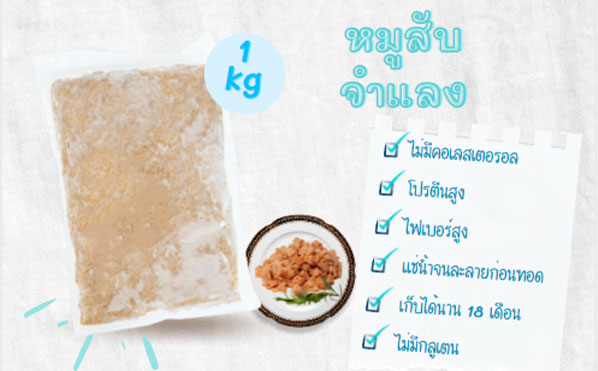 1
kg
หมูสับ
จำแลง
ไม่มีคอเลสเตอรอล
โปรตีนสูง
ไฟเบอร์สูง
แช่น้ำจนละลายก่อนทอด
เก็บได้นาน 18 เดือน
ไม่มีกลูเตน